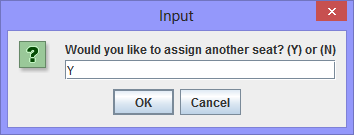 Input
Would you like to assign another seat? (Y) or (N)
Y
OK Cancel